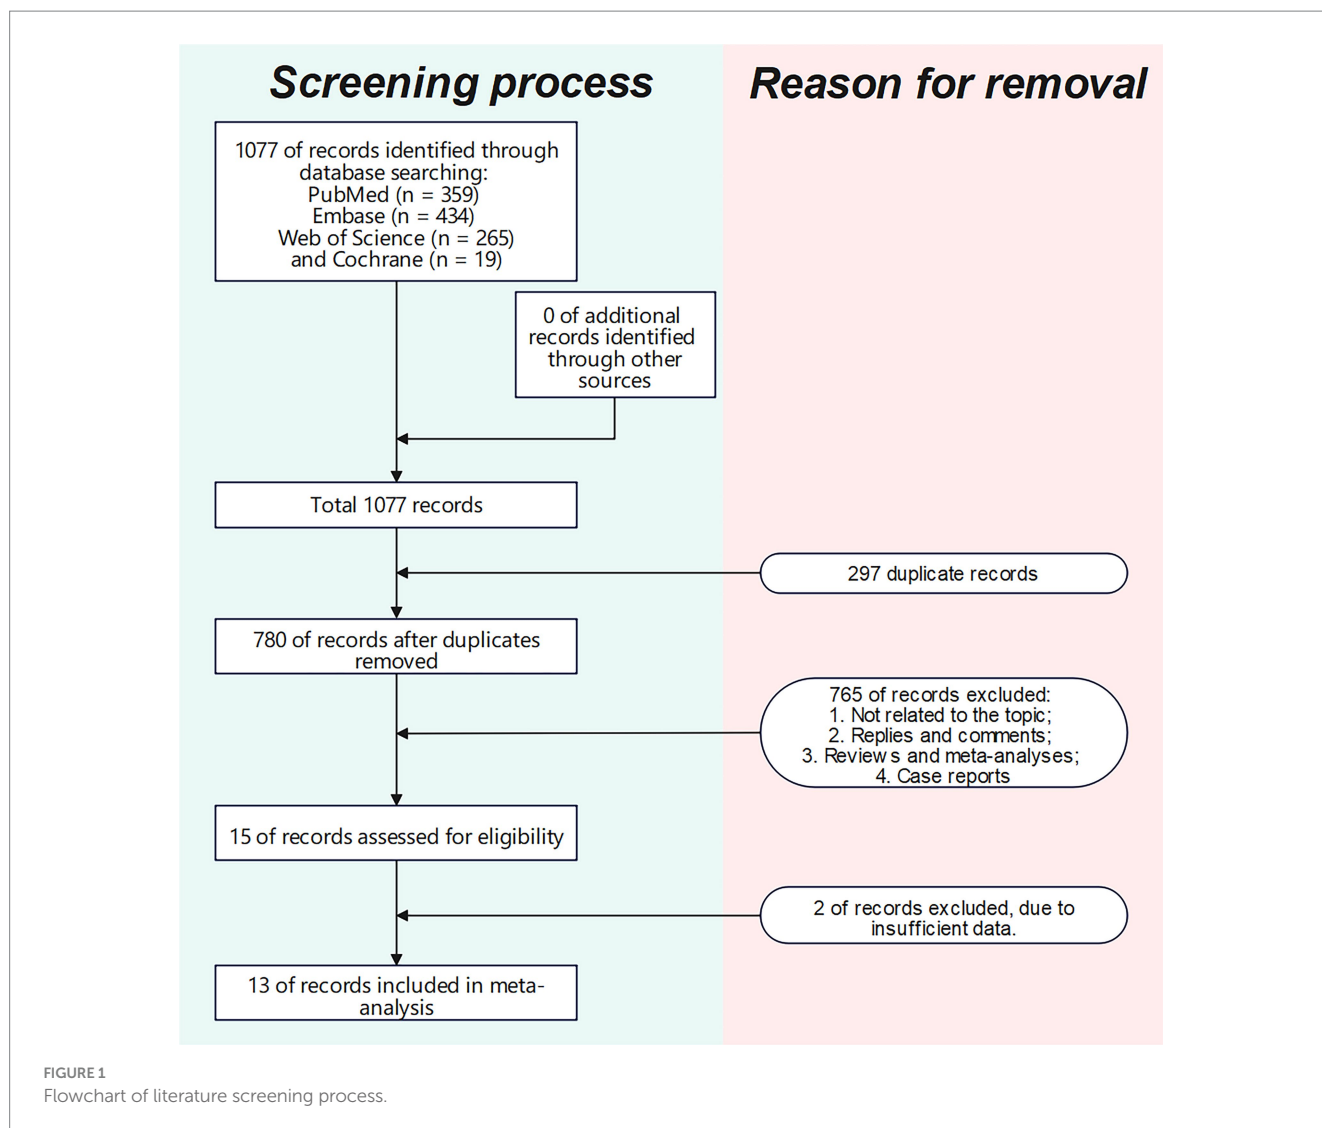 Screening process
Reason for removal
1077 of records identified through
database searching:
PubMed (n = 359)
Embase (n = 434)
Web of Science (n = 265)
and Cochrane (n = 19)
0 of additional
records identified
through other
sources
Total 1077 records
297 duplicate records
780 of records after duplicates
removed
765 of records excluded:
1. Not related to the topic;
2. Replies and comments;
3. Reviews and meta-analyses;
4. Case reports
15 of records assessed for eligibility
2 of records excluded, due to
insufficient data.
13 of records included in meta-
analysis
FIGURE 1
Flowchart of literature screening process.